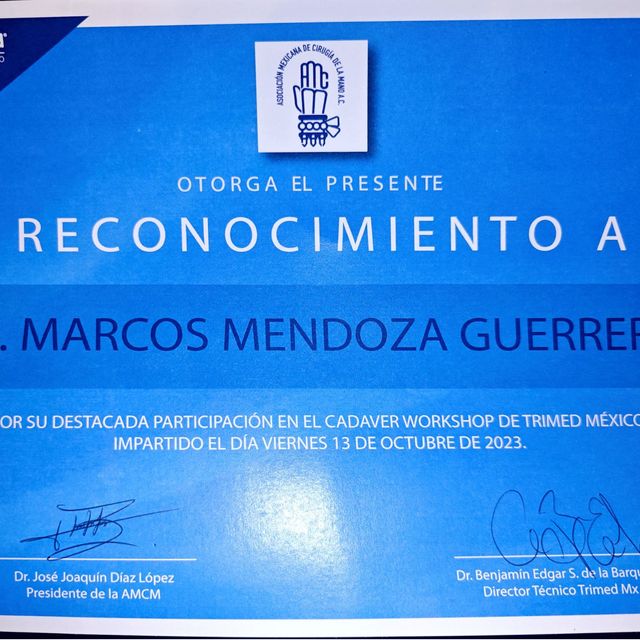 ASOCIACIÓN MEXICANA DE CIRUGÍA DE LA MANO A.C.
AMC
OTORGA EL PRESENTE
RECONOCIMIENTO A
. MARCOS MENDOZA GUERRER
OR SU DESTACADA PARTICIPACIÓN EN EL CADAVER WORKSHOP DE TRIMED MÉXICO
IMPARTIDO EL DÍA VIERNES 13 DE OCTUBRE DE 2023.
Dr. José Joaquín Díaz López
Presidente de la AMCM
Dr. Benjamín Edgar S. de la Barqu
Director Técnico Trimed Mx